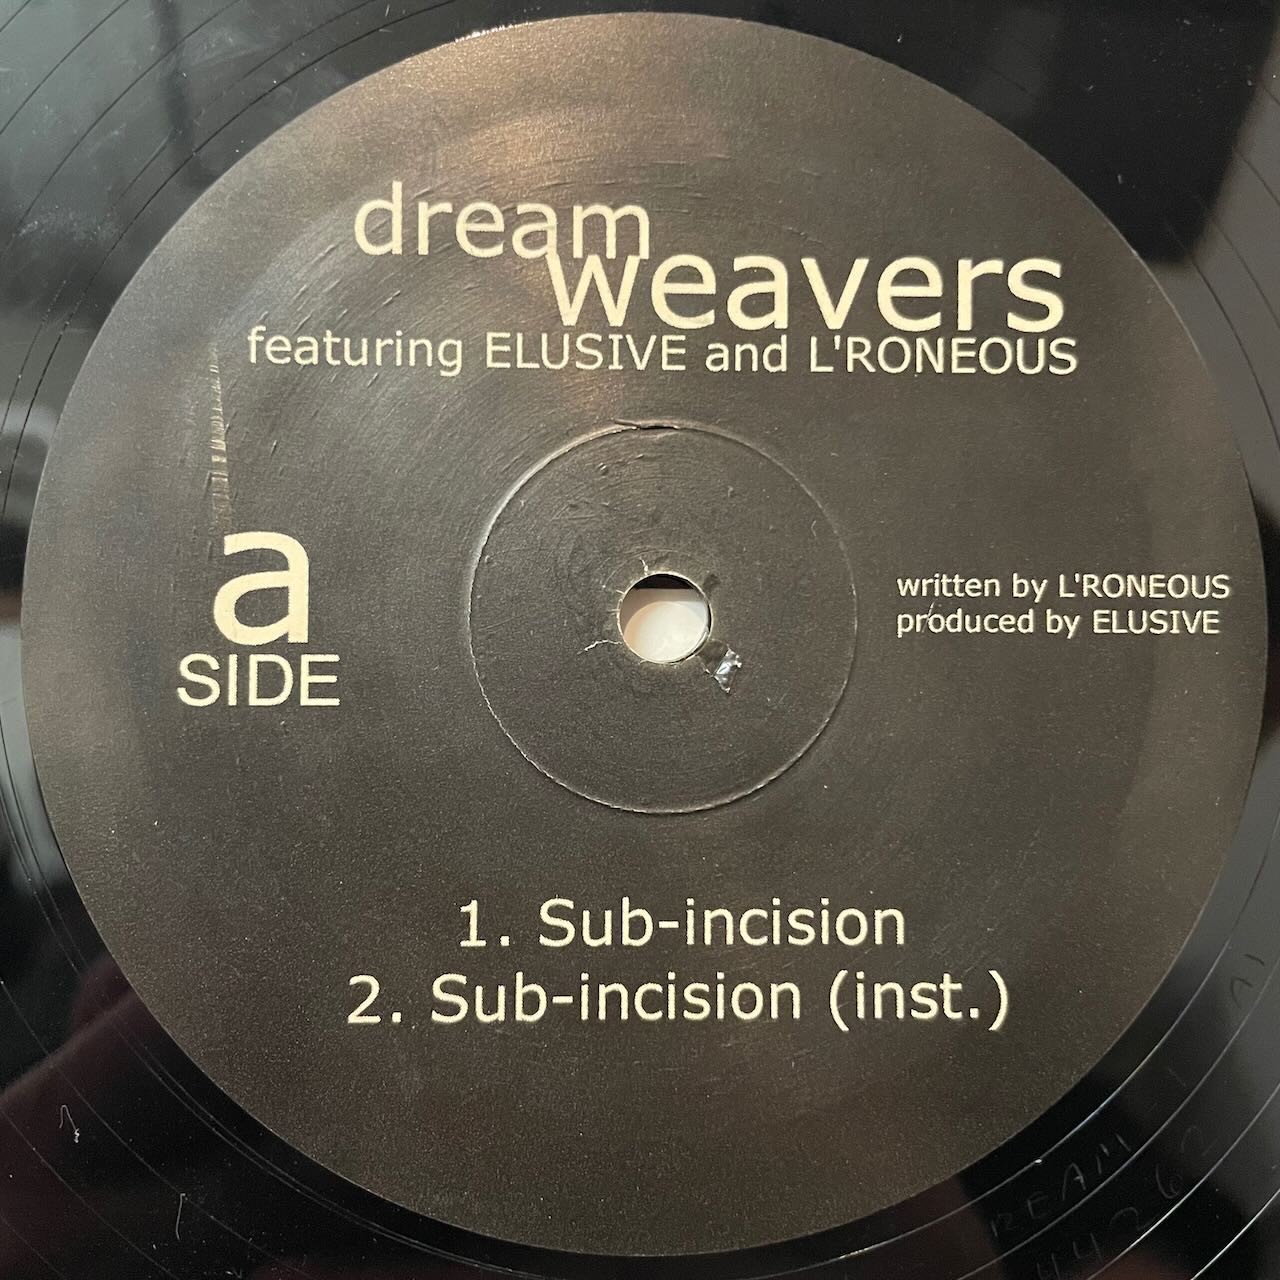 dream
weavers
featuring ELUSIVE and L'RONEOUS
a
SIDE
written by L'RONEOUS
produced by ELUSIVE
1. Sub-incision
2. Sub-incision (inst.)